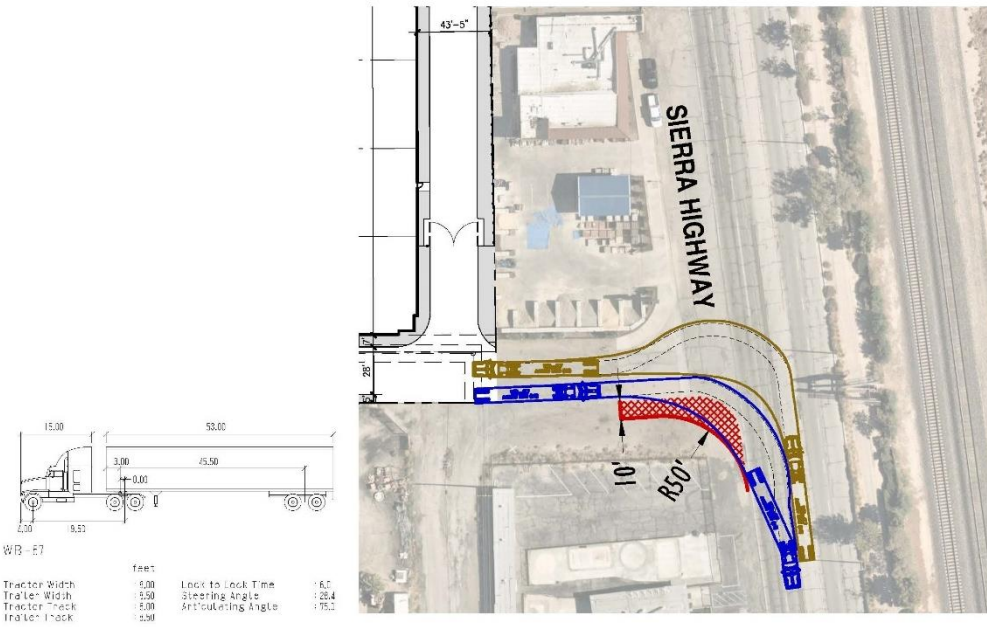 43'-5"
SIERRA HIGHWAY
28'
10'
R50'
15.00
53.00
3.00
45.50
0.00
4.00
9.50
feet
Tractor Width : 8.00
Trailer Width : 8.50
Tractor Track : 8.00
Trailer Track : 8.50
Lock to Lock Time : 6.0
Steering Angle : 28.4
Articulating Angle : 75.0